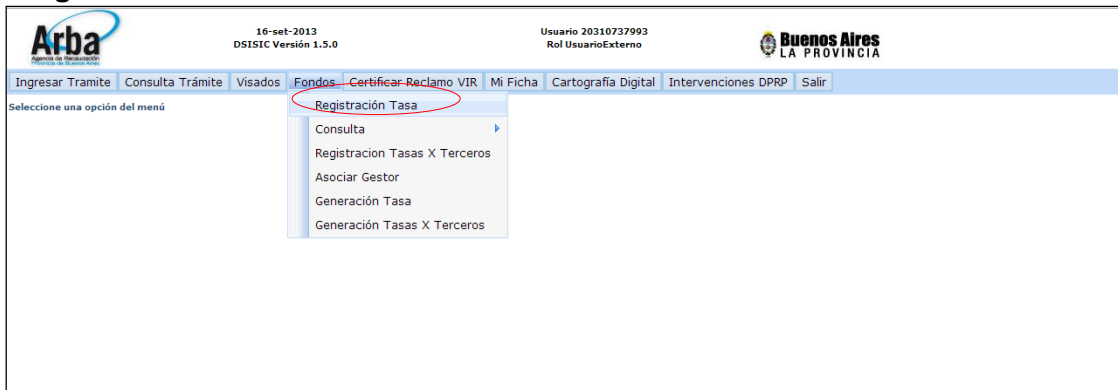 Arba
Agencia de Recaudación
Provincia de Buenos Aires
16-set-2013
DSISIC Versión 1.5.0
Usuario 20310737993
Rol UsuarioExterno
Buenos Aires
LA PROVINCIA
Ingresar Tramite Consulta Trámite Visados Fondos Certificar Reclamo VIR Mi Ficha Cartografía Digital Intervenciones DPRP Salir
Seleccione una opción del menú
Registración Tasa
Consulta
Registracion Tasas X Terceros
Asociar Gestor
Generación Tasa
Generación Tasas X Terceros